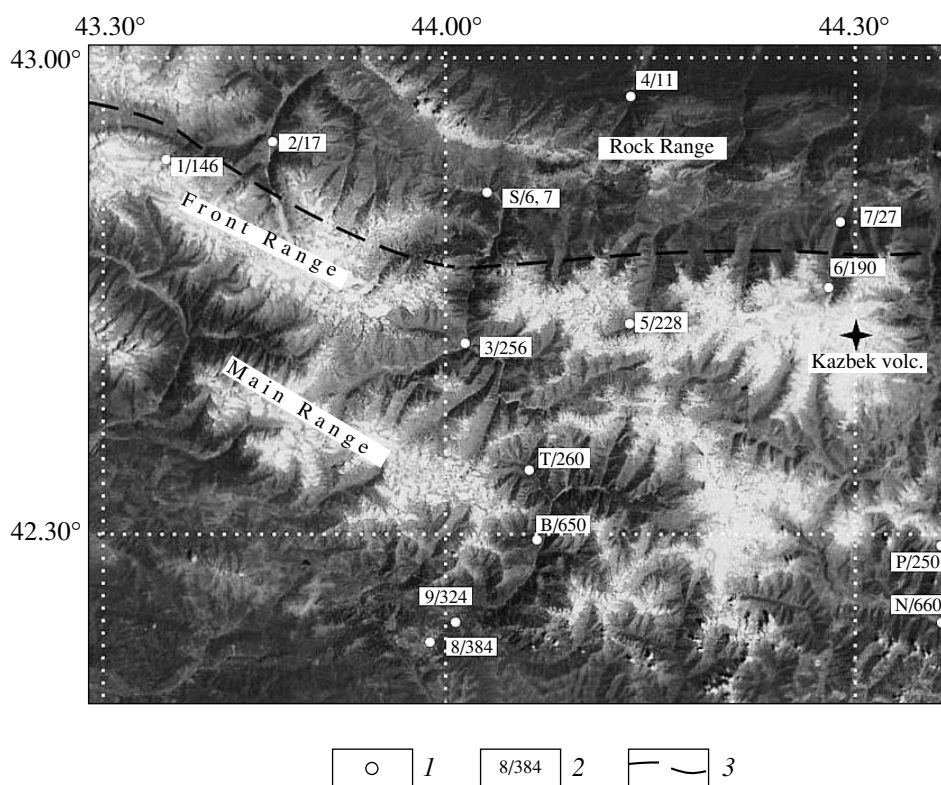 43.30° 44.00° 44.30°
43.00°
4/11
2/17
Rock Range
1/146
S/6, 7
Front Range
7/27
6/190
5/228
3/256
Kazbek volc.
Main Range
T/260
B/650
42.30°
P/250
9/324
N/660
8/384
1
8/384 2
3